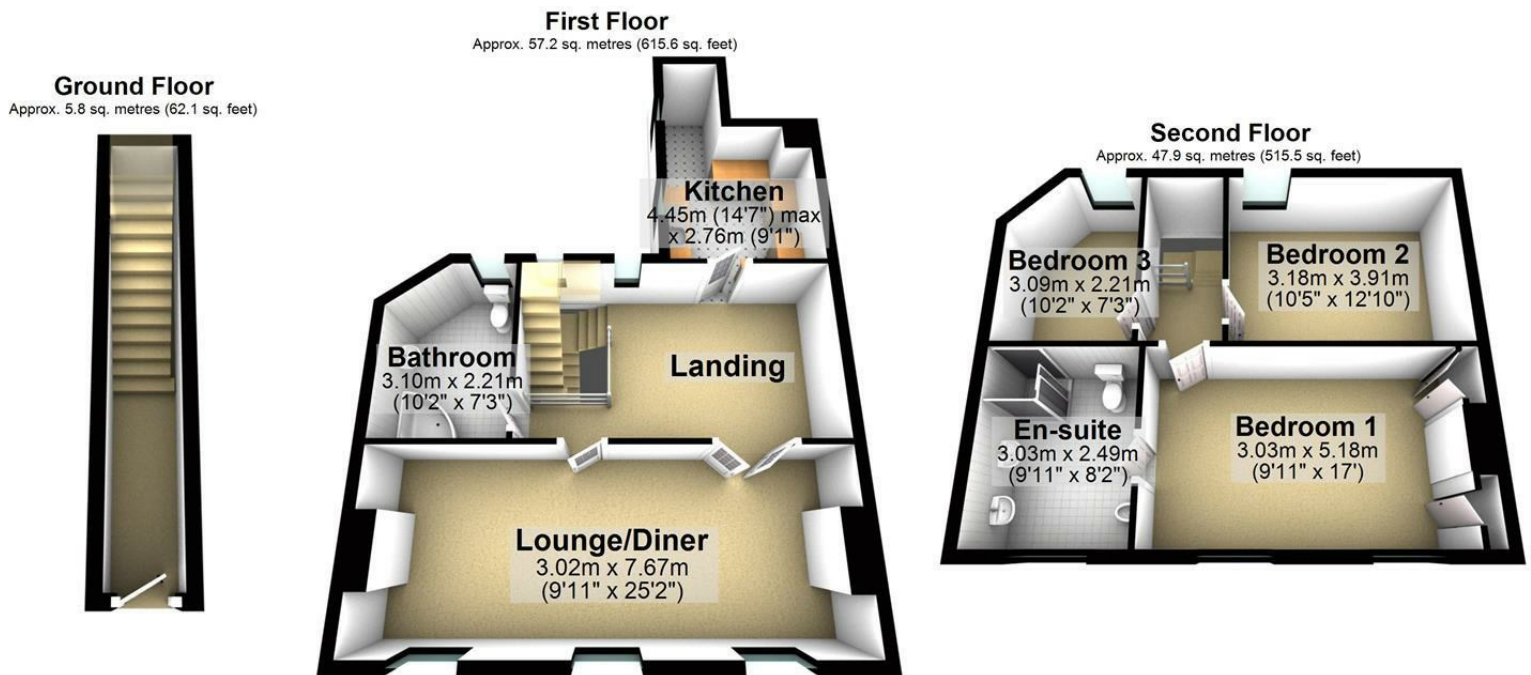 Ground Floor
Approx. 5.8 sq. metres (62.1 sq. feet)
First Floor
Approx. 57.2 sq. metres (615.6 sq. feet)
Kitchen
4.45m (14'7") max
x 2.76m (9'1")
Bathroom
3.10m x 2.21m
(10'2" x 7'3")
Landing
Lounge/Diner
3.02m x 7.67m
(9'11" x 25'2")
Second Floor
Approx. 47.9 sq. metres (515.5 sq. feet)
Bedroom 3
3.09m x 2.21m
(10'2" x 7'3")
Bedroom 2
3.18m x 3.91m
(10'5" x 12'10")
En-suite
3.03m x 2.49m
(9'11" x 8'2")
Bedroom 1
3.03m x 5.18m
(9'11" x 17')